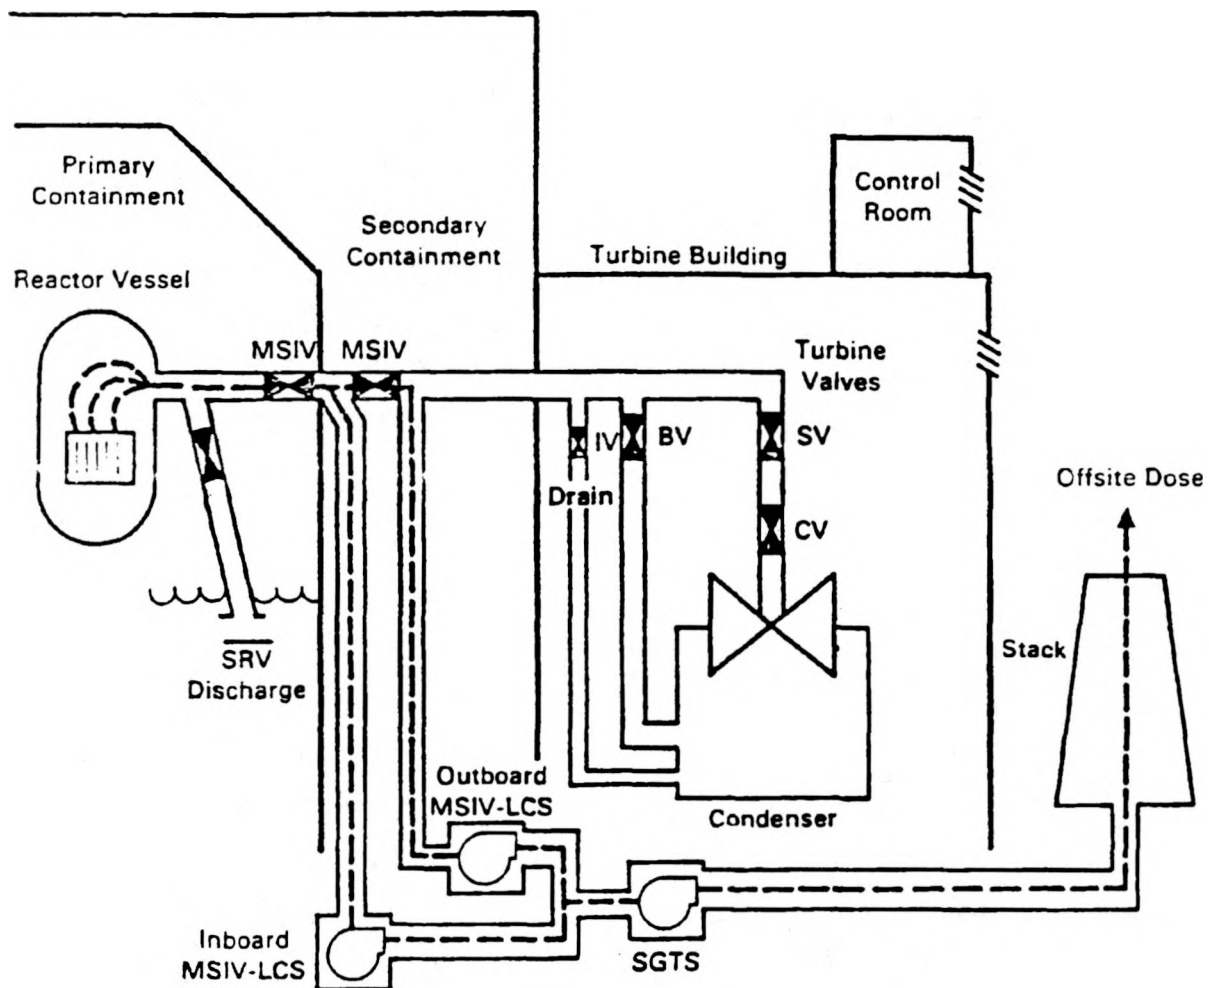 Primary
Containment
Secondary
Containment
Control
Room
Turbine Building
Reactor Vessel
MSIV
MSIV
Turbine
Valves
IV
BV
SV
Drain
CV
Offsite Dose
SRV
Discharge
Stack
Outboard
MSIV-LCS
Condenser
Inboard
MSIV-LCS
SGTS